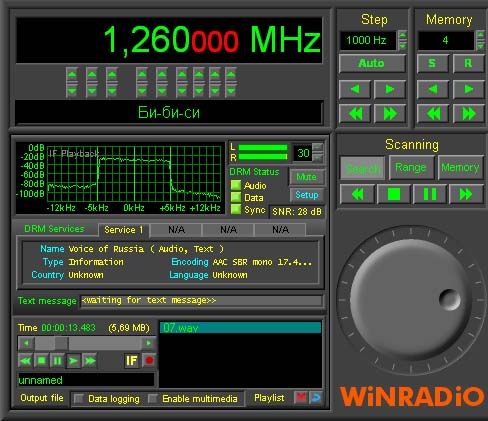 1,260000 MHz
Би-би-си
Step
1000 Hz
Auto
Memory
4
S R
Scanning
Search Range Memory
0dB
-20dB
-40dB
-60dB
-80dB
-100dB
IF Playback
-12kHz -5kHz 0kHz +5kHz +12kHz
L
R
30
DRM Status
Audio
Data
Sync
Mute
Setup
SNR: 28 dB
DRM Services Service 1 N/A N/A N/A
Name Voice of Russia ( Audio, Text )
Type Information Encoding AAC SBR mono 17.4...
Country Unknown Language Unknown
Text message <waiting for text message>>
Time 00:00:13.483 (5,69 MB)
IF
unnamed
07.wav
Output file Data logging Enable multimedia Playlist
WiNRADiO